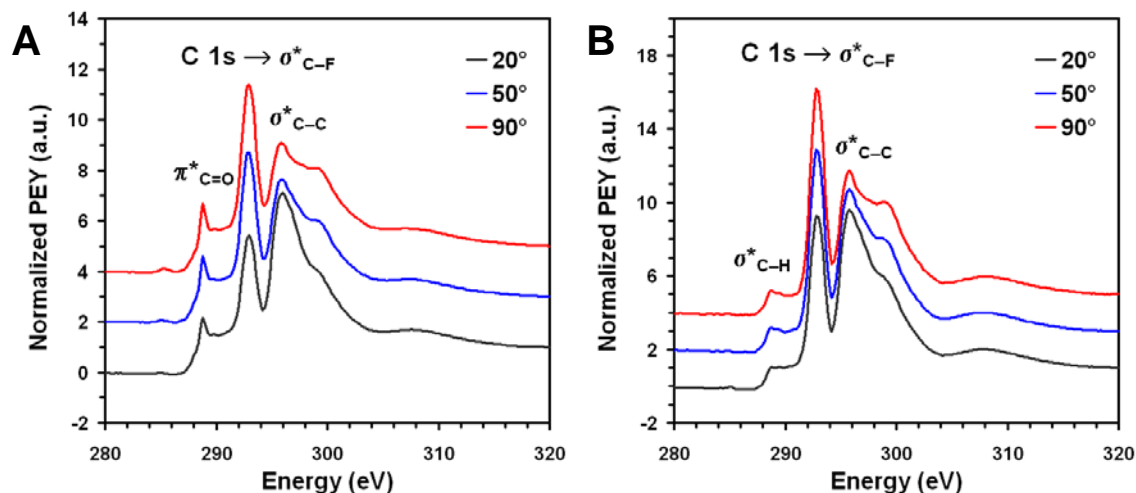 A
Normalized PEY (a.u.)
14
12
10
8
6
4
2
0
-2
C 1s → σ*C–F
σ*C–C
π*C=O
20°
50°
90°
280
290
300
310
320
Energy (eV)
B
Normalized PEY (a.u.)
18
14
10
6
2
-2
C 1s → σ*C–F
σ*C–C
σ*C–H
20°
50°
90°
280
290
300
310
320
Energy (eV)